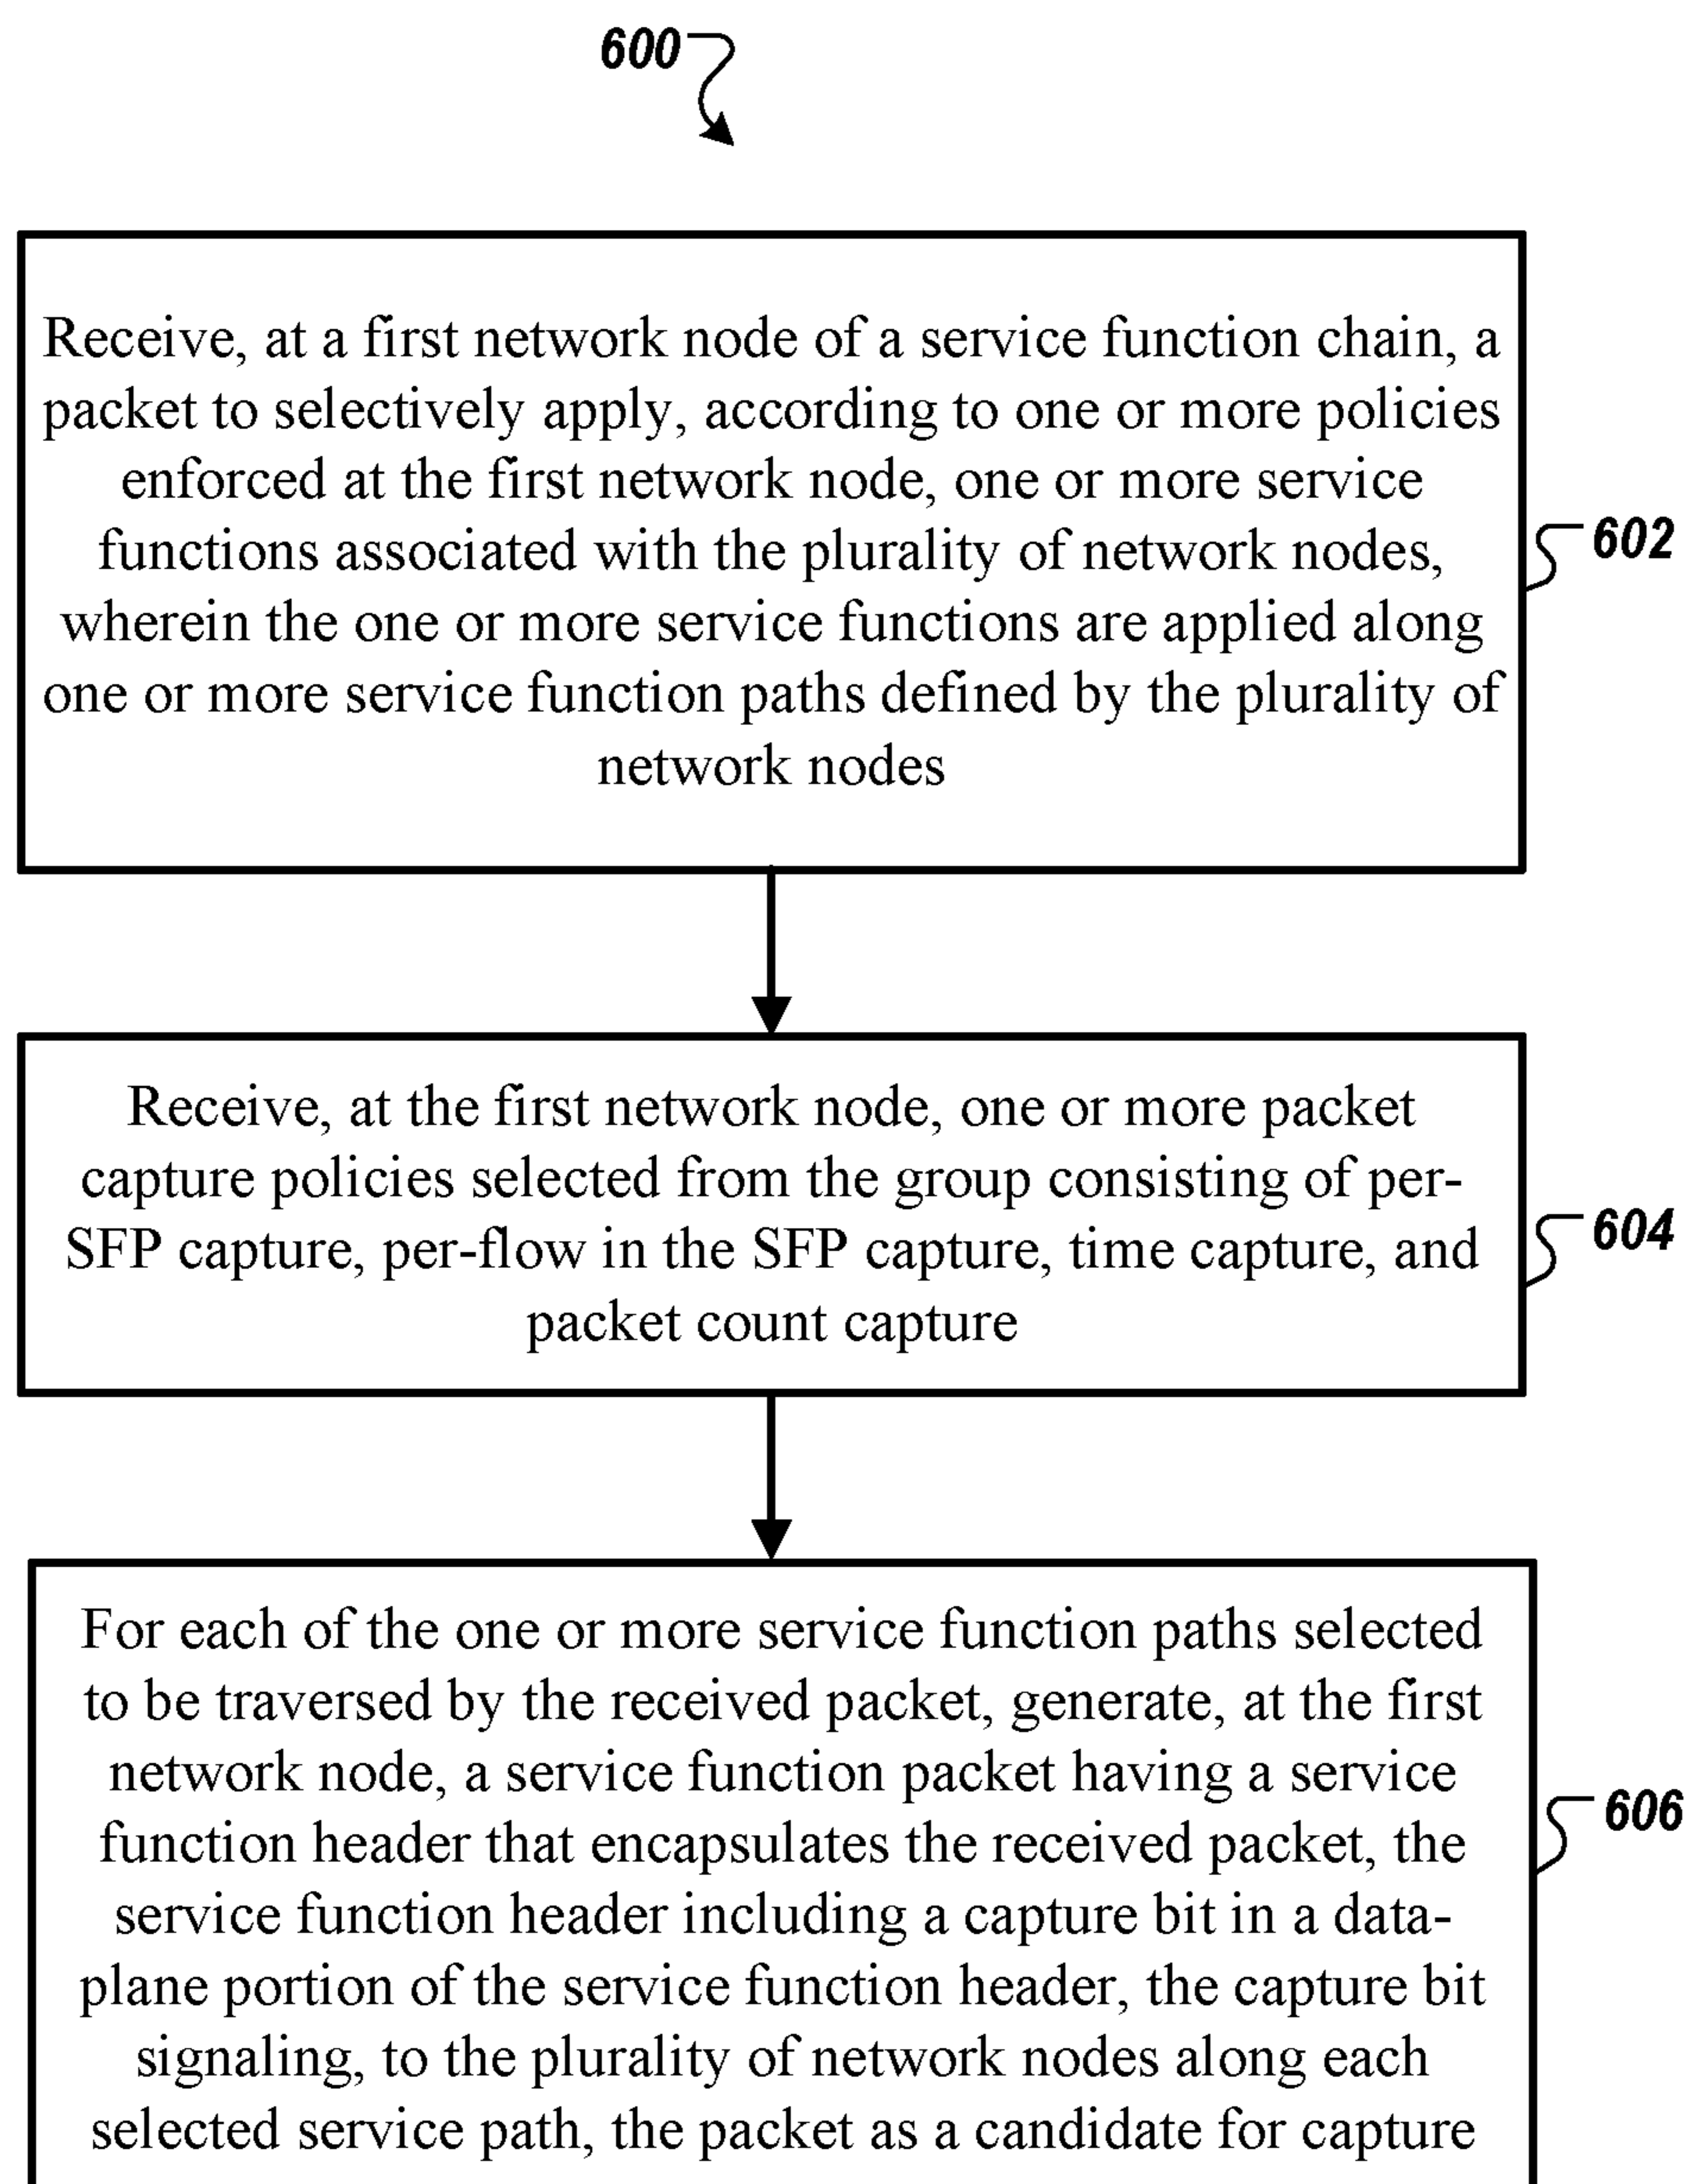 600
Receive, at a first network node of a service function chain, a
packet to selectively apply, according to one or more policies
enforced at the first network node, one or more service
functions associated with the plurality of network nodes,
wherein the one or more service functions are applied along
one or more service function paths defined by the plurality of
network nodes
602
Receive, at the first network node, one or more packet
capture policies selected from the group consisting of per-
SFP capture, per-flow in the SFP capture, time capture, and
packet count capture
604
For each of the one or more service function paths selected
to be traversed by the received packet, generate, at the first
network node, a service function packet having a service
function header that encapsulates the received packet, the
service function header including a capture bit in a data-
plane portion of the service function header, the capture bit
signaling, to the plurality of network nodes along each
selected service path, the packet as a candidate for capture
606